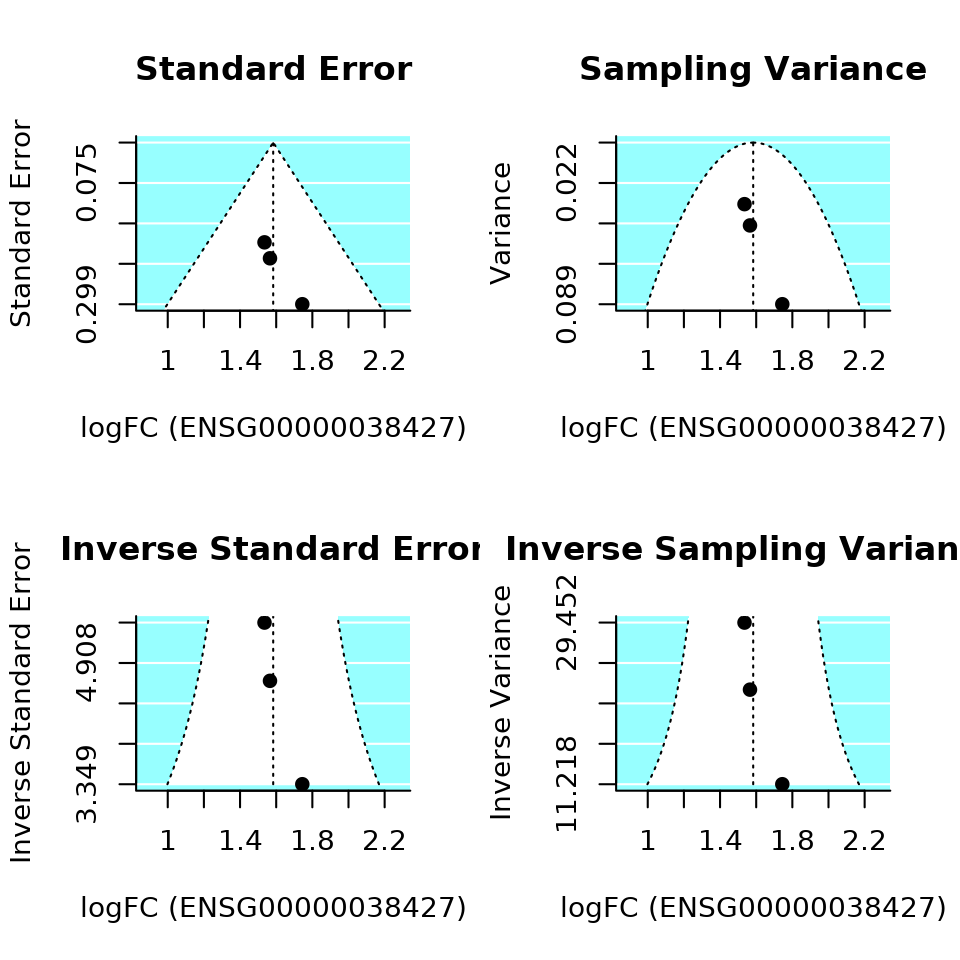 Standard Error
Standard Error
0.075
0.299
1 1.4 1.8 2.2
logFC (ENSG00000038427)
Sampling Variance
Variance
0.022
0.089
1 1.4 1.8 2.2
logFC (ENSG00000038427)
Inverse Standard Error
Inverse Standard Error
4.908
3.349
1 1.4 1.8 2.2
logFC (ENSG00000038427)
Inverse Sampling Varian
Inverse Variance
29.452
11.218
1 1.4 1.8 2.2
logFC (ENSG00000038427)